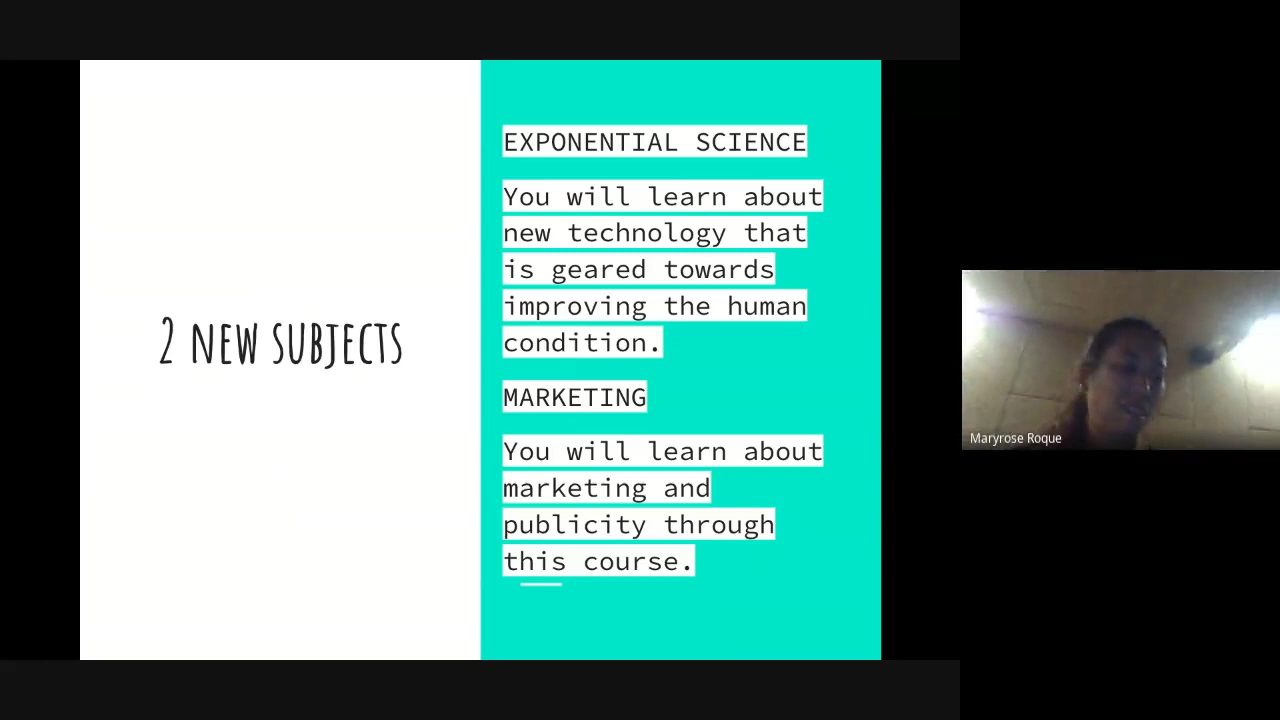 2 NEW SUBJECTS
EXPONENTIAL SCIENCE
You will learn about
new technology that
is geared towards
improving the human
condition.
MARKETING
You will learn about
marketing and
publicity through
this course.
Maryrose Roque